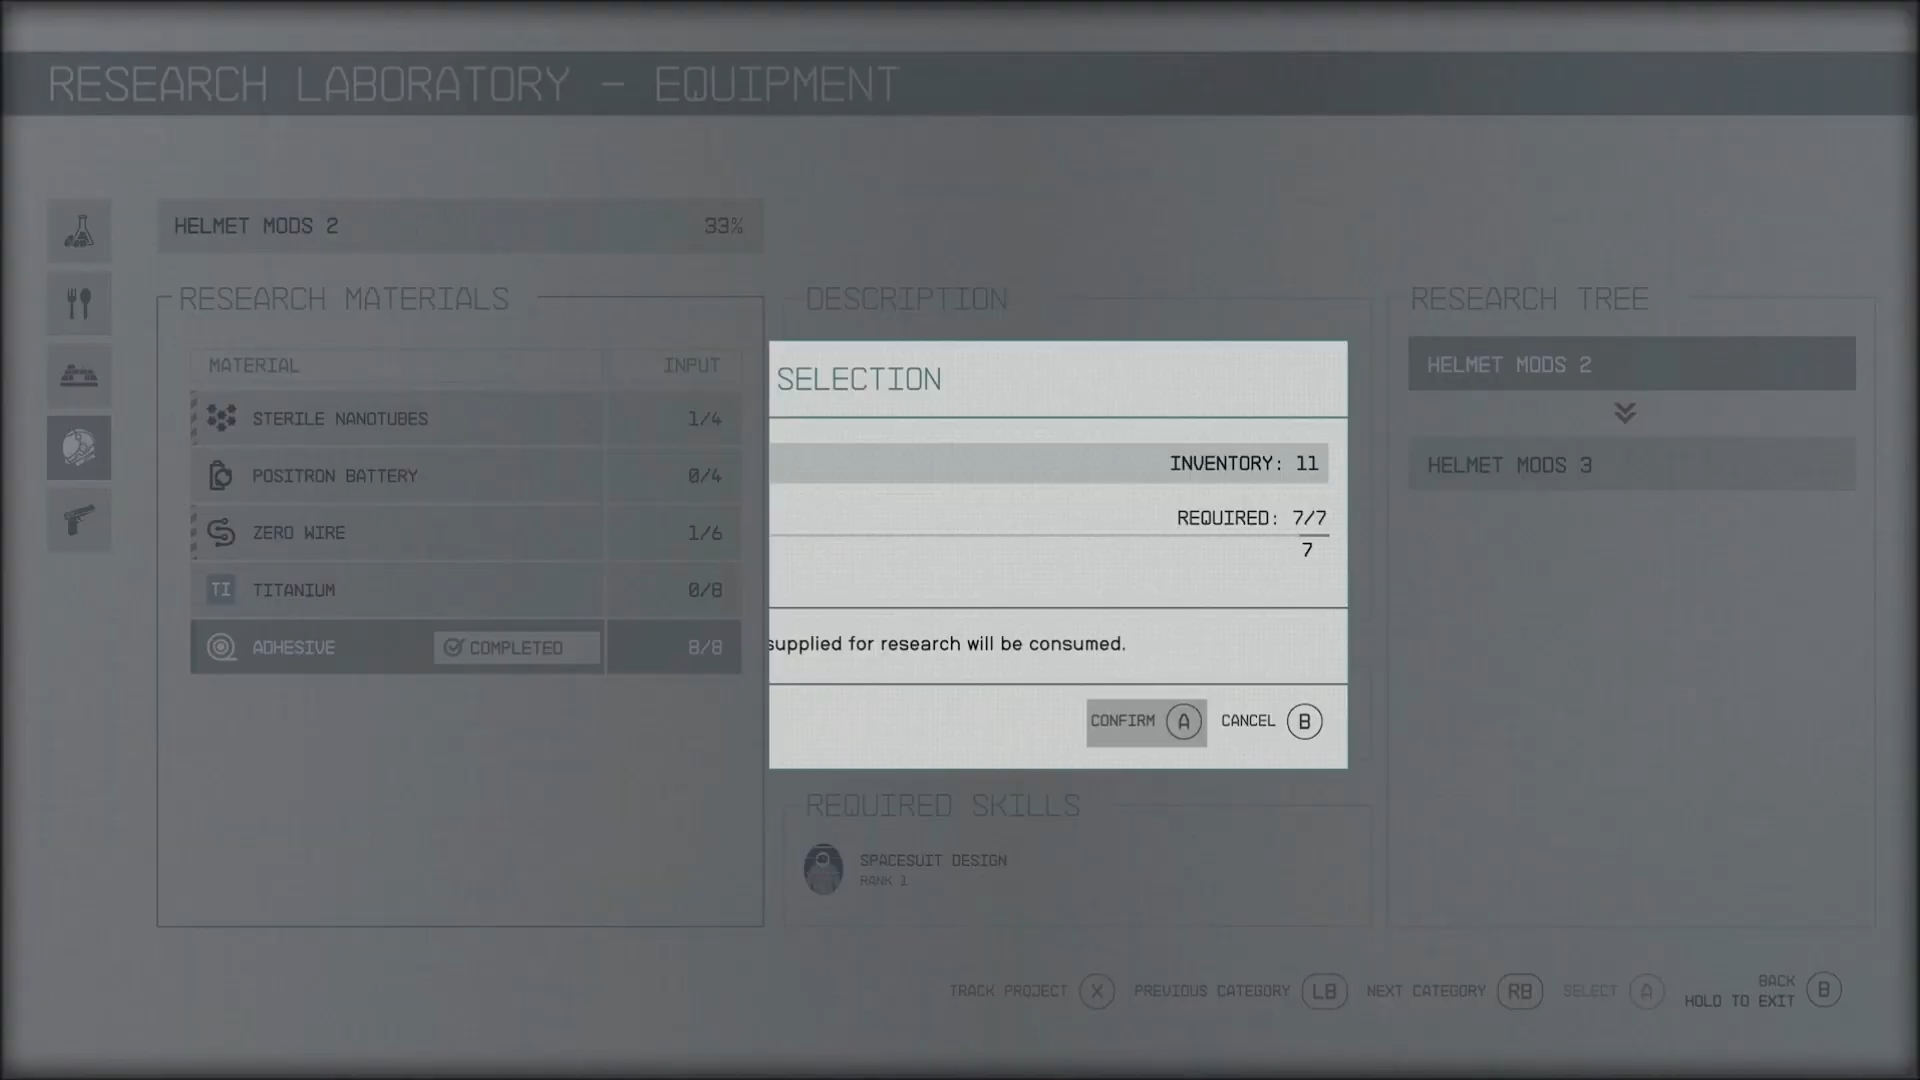 RESEARCH LABORATORY - EQUIPMENT
HELMET MODS 2 33%
RESEARCH MATERIALS
MATERIAL INPUT
STERILE NANOTUBES 1/4
POSITRON BATTERY 0/4
ZERO WIRE 1/6
TI TITANIUM 0/8
ADHESIVE COMPLETED 8/8
DESCRIPTION
SELECTION
INVENTORY: 11
REQUIRED: 7/7
7
supplied for research will be consumed.
CONFIRM A CANCEL B
REQUIRED SKILLS
SPACESUIT DESIGN
RANK 1
RESEARCH TREE
HELMET MODS 2
HELMET MODS 3
TRACK PROJECT X PREVIOUS CATEGORY LB NEXT CATEGORY RB SELECT A BACK B
HOLD TO EXIT